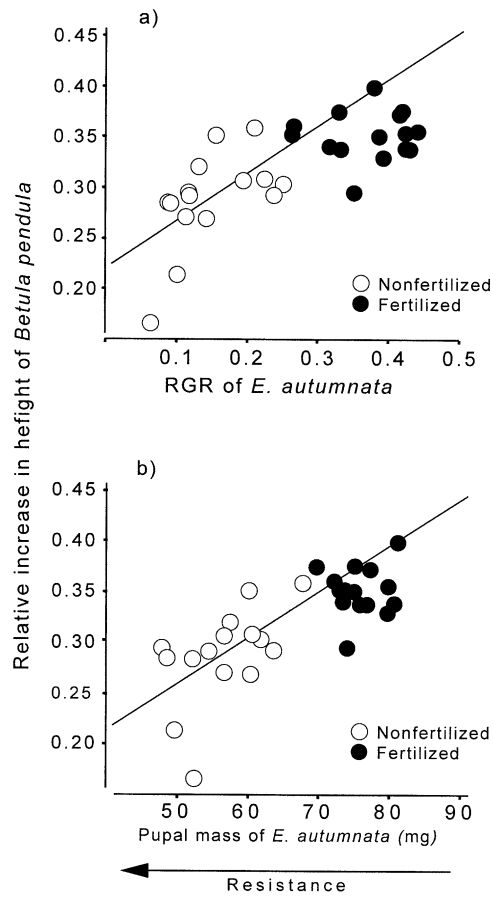 a)
0.45
0.40
0.35
0.30
0.25
0.20
Nonfertilized
Fertilized
0.1 0.2 0.3 0.4 0.5
RGR of E. autumnata
Relative increase in hefight of Betula pendula
b)
0.45
0.40
0.35
0.30
0.25
0.20
Nonfertilized
Fertilized
50 60 70 80 90
Pupal mass of E. autumnata (mg)
Resistance